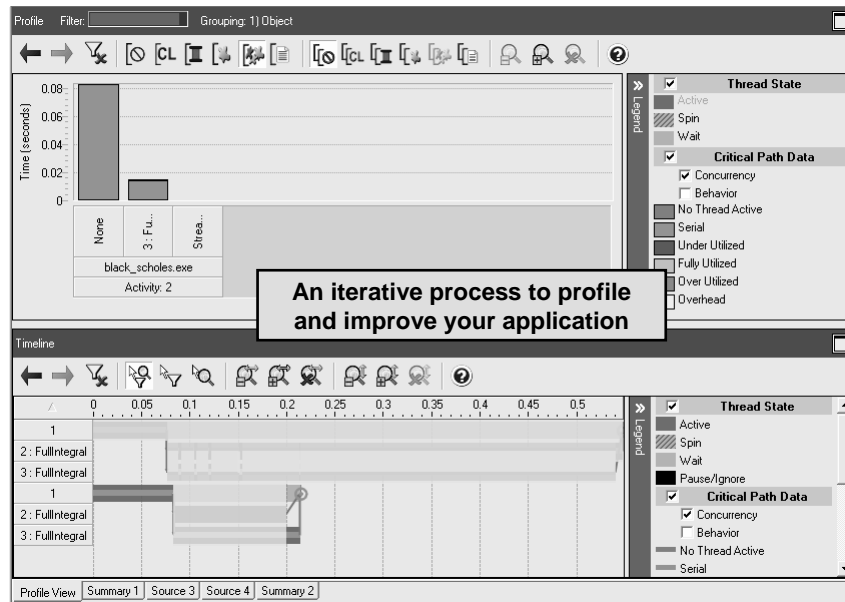 Profile Filter: Grouping: 1) Object
CL CL
Time (seconds)
0.08
0.06
0.04
0.02
0
None
3 : Fu...
Strea...
black_scholes.exe
Activity: 2
Legend
Thread State
Active
Spin
Wait
Critical Path Data
Concurrency
Behavior
No Thread Active
Serial
Under Utilized
Fully Utilized
Over Utilized
Overhead
An iterative process to profile
and improve your application
Timeline
0 0.05 0.1 0.15 0.2 0.25 0.3 0.35 0.4 0.45 0.5
1
2 : FullIntegral
3 : FullIntegral
1
2 : FullIntegral
3 : FullIntegral
Legend
Thread State
Active
Spin
Wait
Pause/Ignore
Critical Path Data
Concurrency
Behavior
No Thread Active
Serial
Profile View Summary 1 Source 3 Source 4 Summary 2